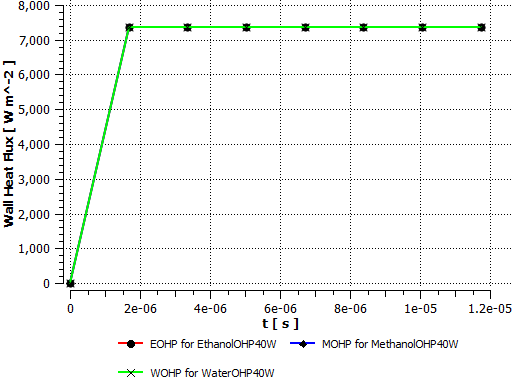 8,000
7,000
6,000
5,000
4,000
3,000
2,000
1,000
0
Wall Heat Flux [ W m^-2 ]
0 2e-06 4e-06 6e-06 8e-06 1e-05 1.2e-05
t [ s ]
EOHP for EthanolOHP40W MOHP for MethanolOHP40W
WOHP for WaterOHP40W